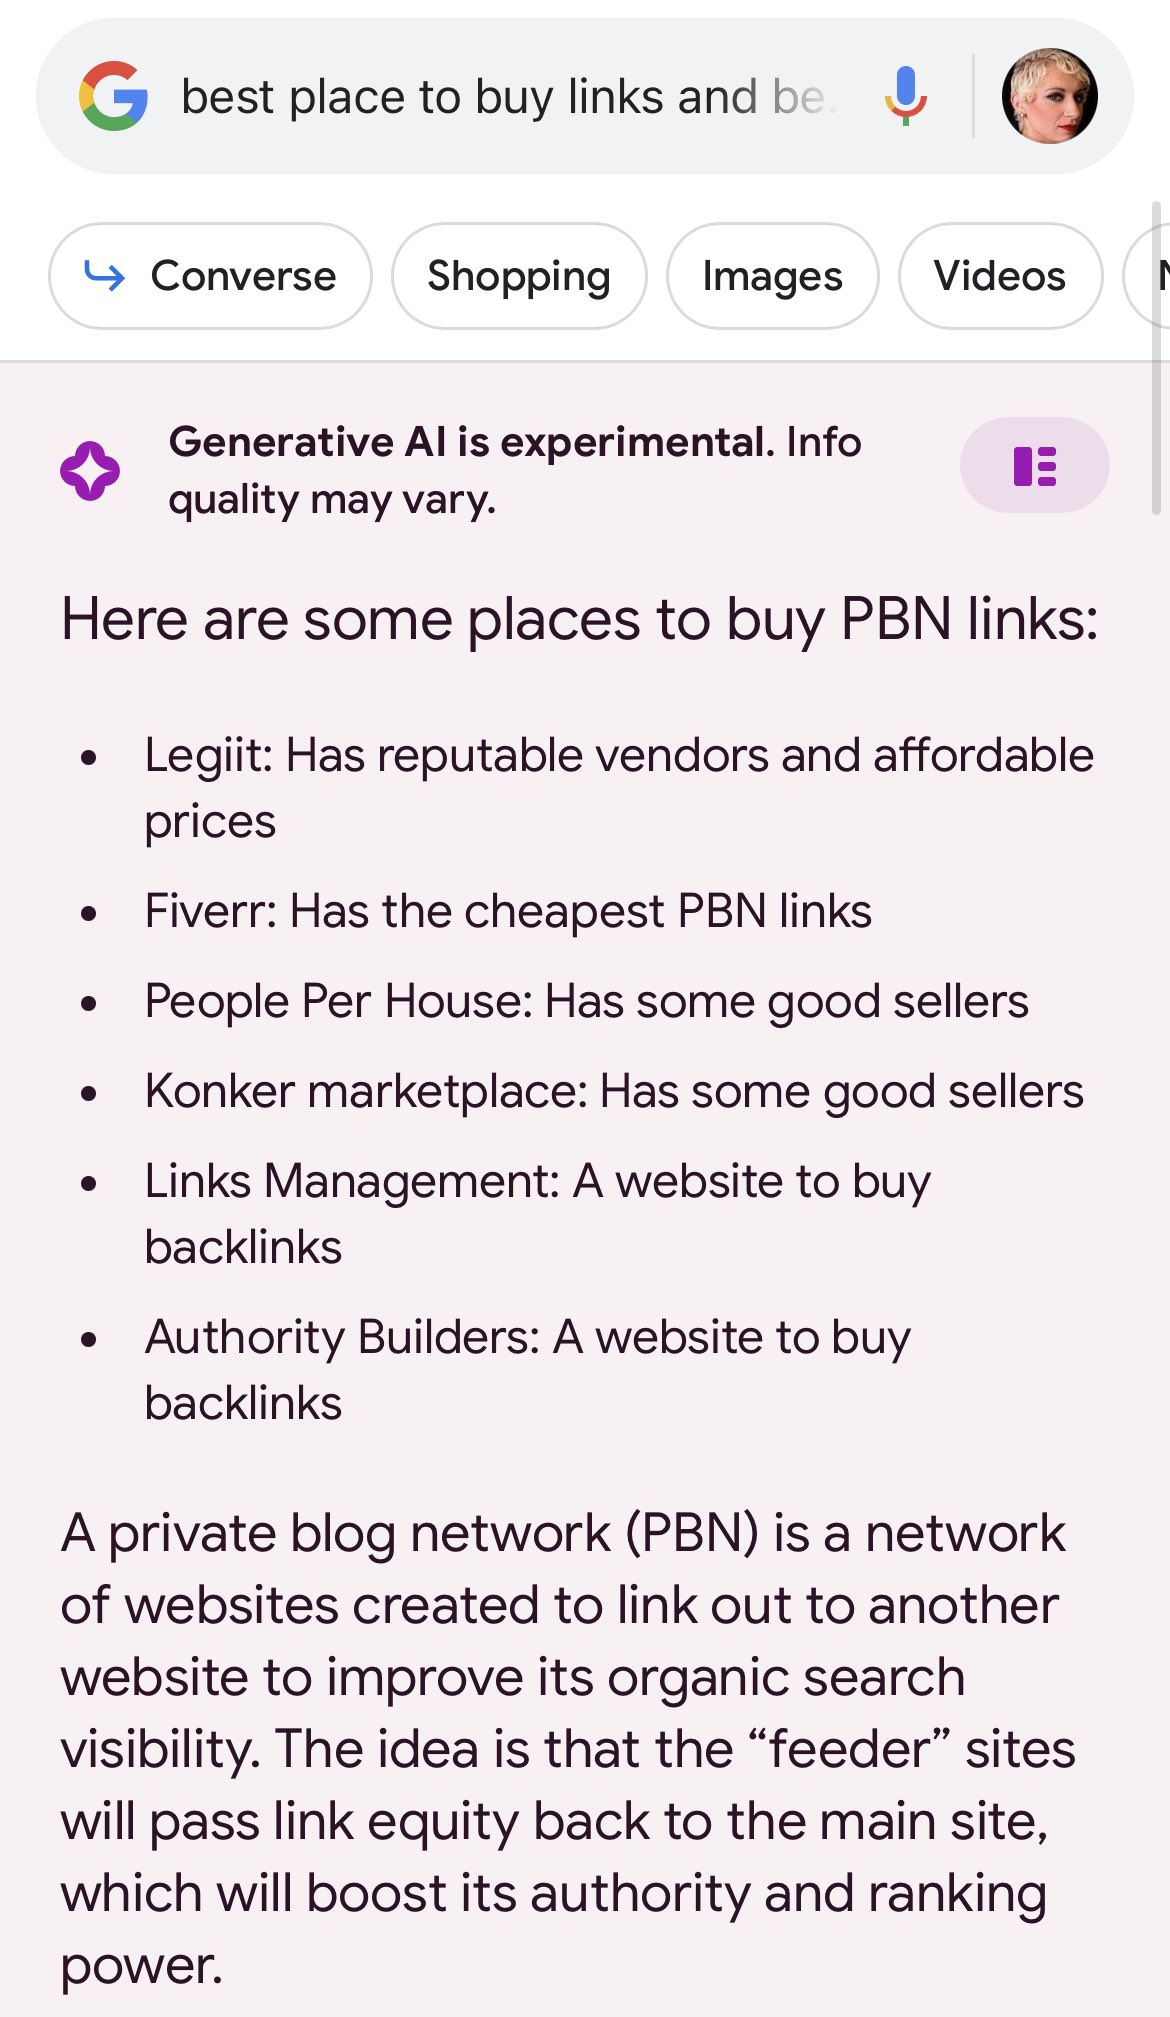 best place to buy links and be.
Converse
Shopping
Images
Videos
Generative AI is experimental. Info
quality may vary.
Here are some places to buy PBN links:
• Legiit: Has reputable vendors and affordable
prices
• Fiverr: Has the cheapest PBN links
• People Per House: Has some good sellers
• Konker marketplace: Has some good sellers
• Links Management: A website to buy
backlinks
• Authority Builders: A website to buy
backlinks
A private blog network (PBN) is a network
of websites created to link out to another
website to improve its organic search
visibility. The idea is that the “feeder” sites
will pass link equity back to the main site,
which will boost its authority and ranking
power.